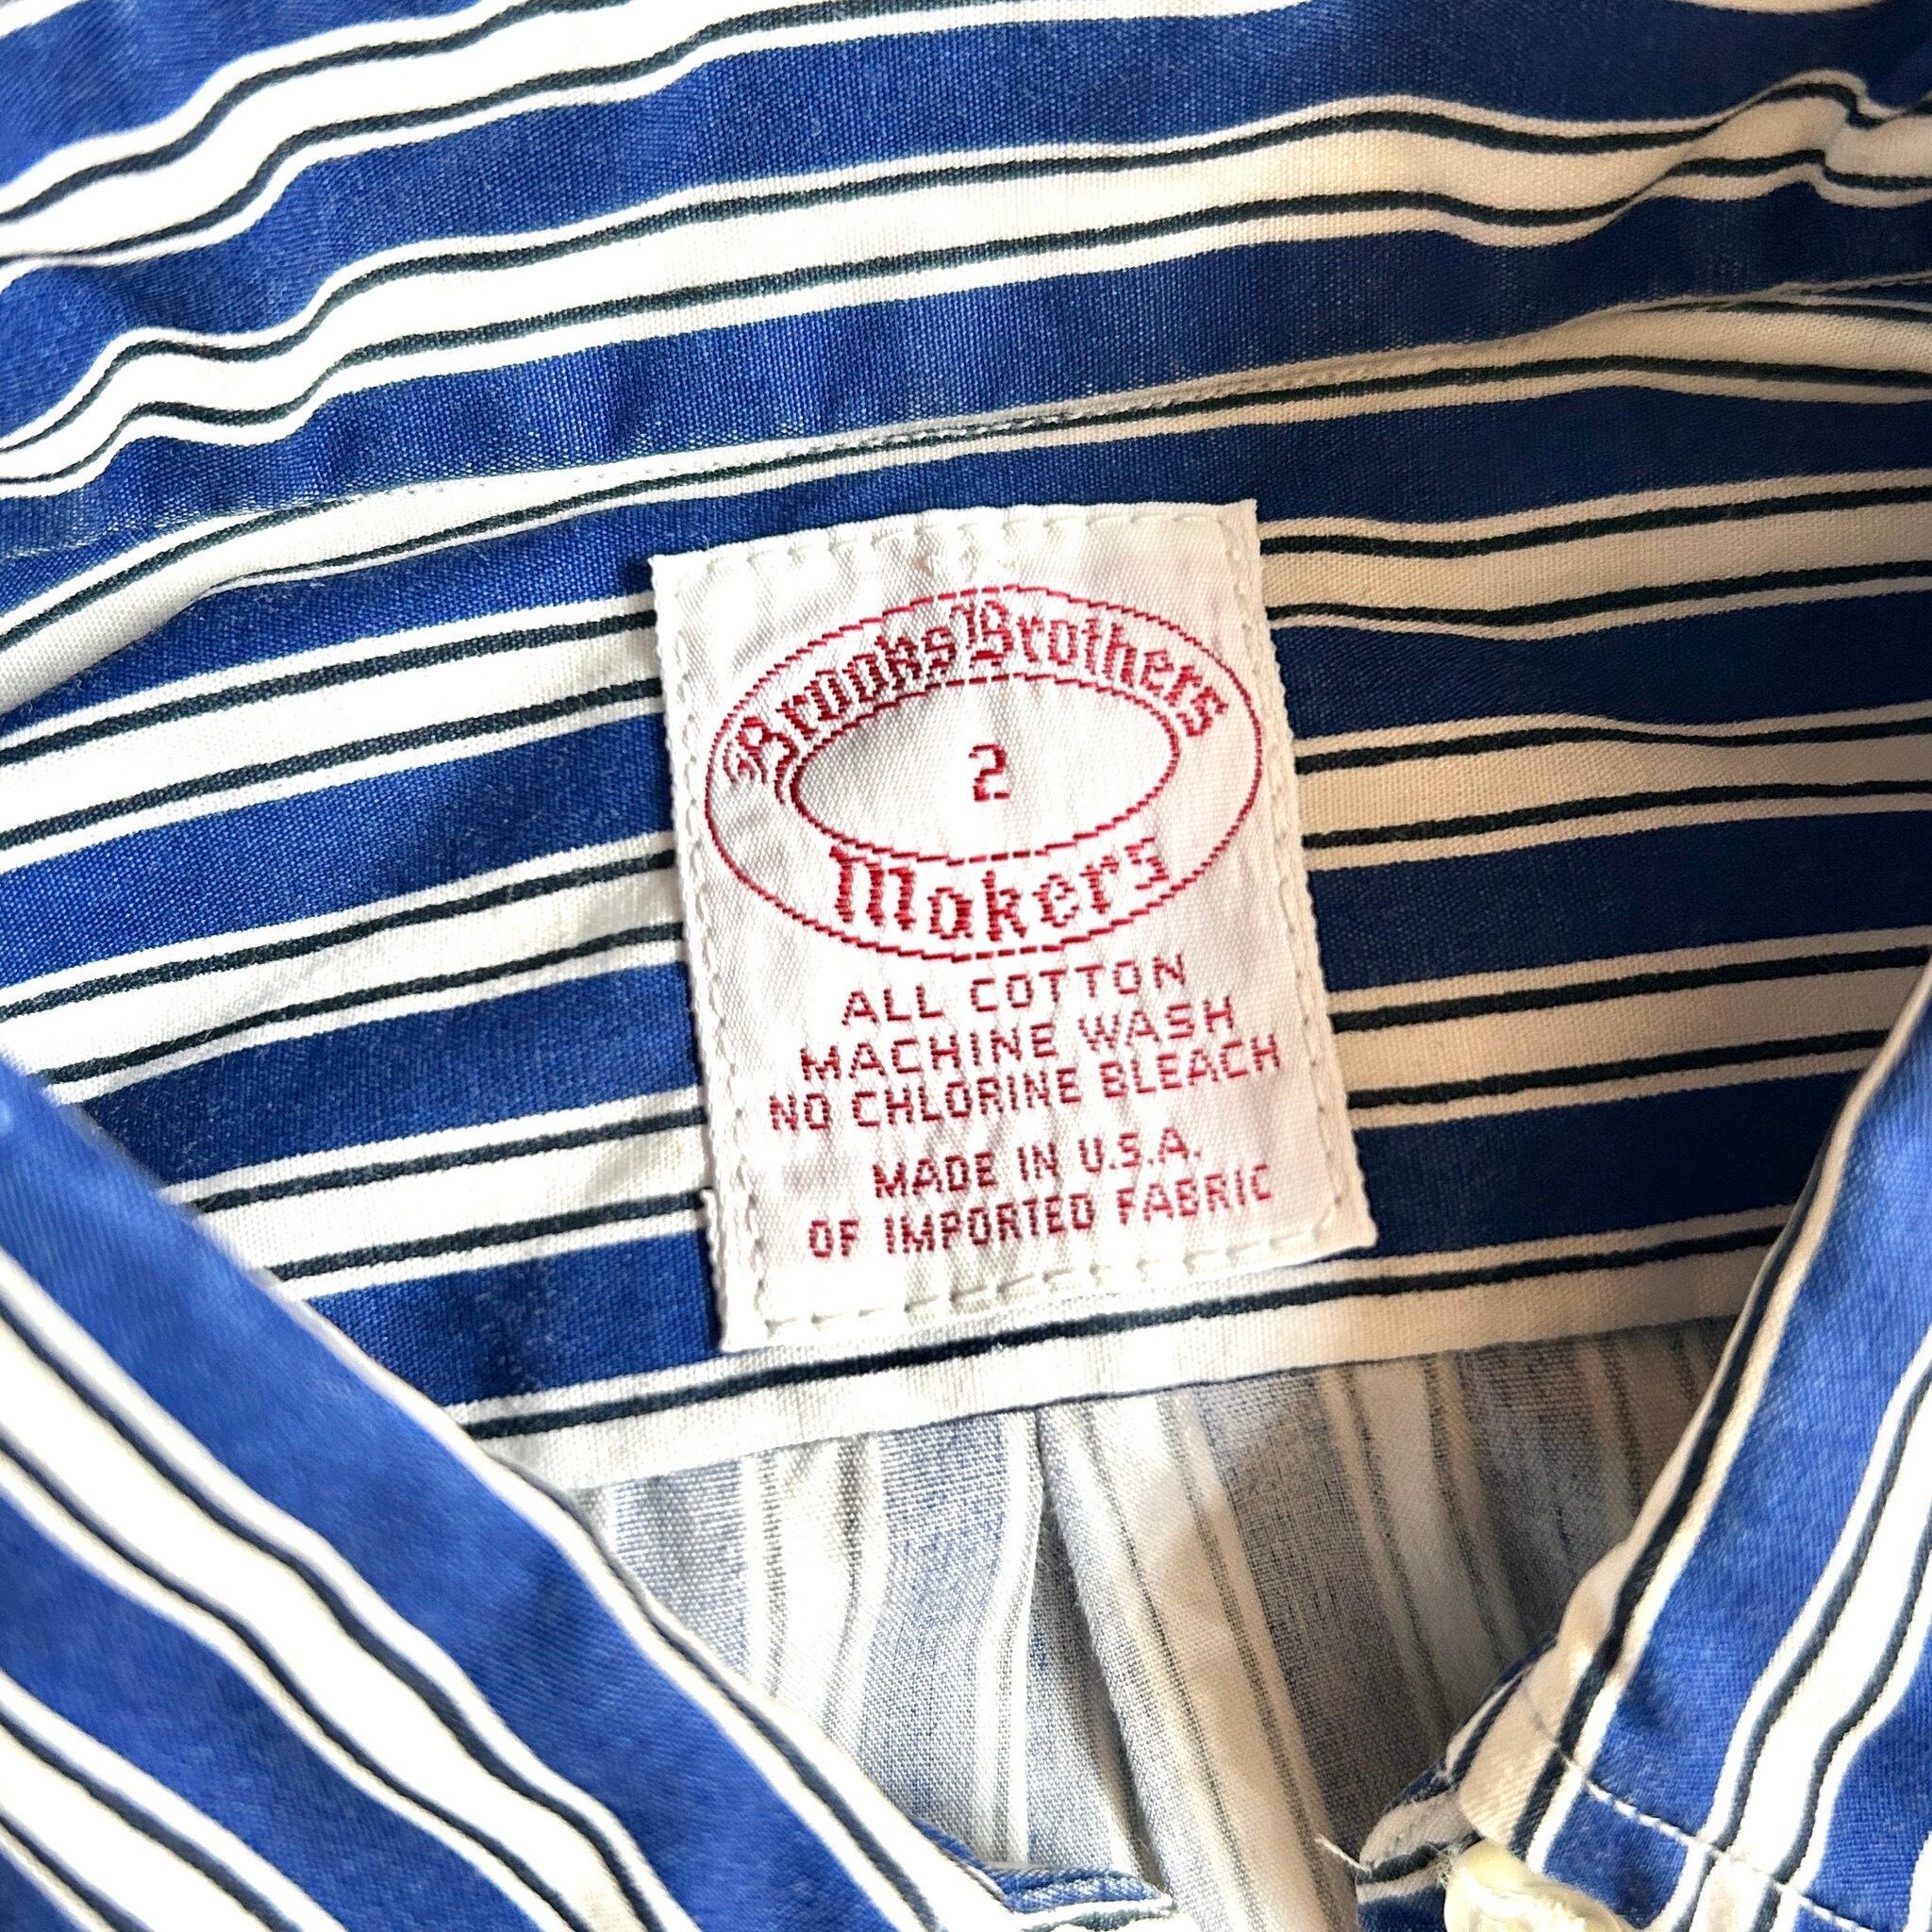 Brooks Brothers
2
Makers
ALL COTTON
MACHINE WASH
NO CHLORINE BLEACH
MADE IN U.S.A.
OF IMPORTED FABRIC